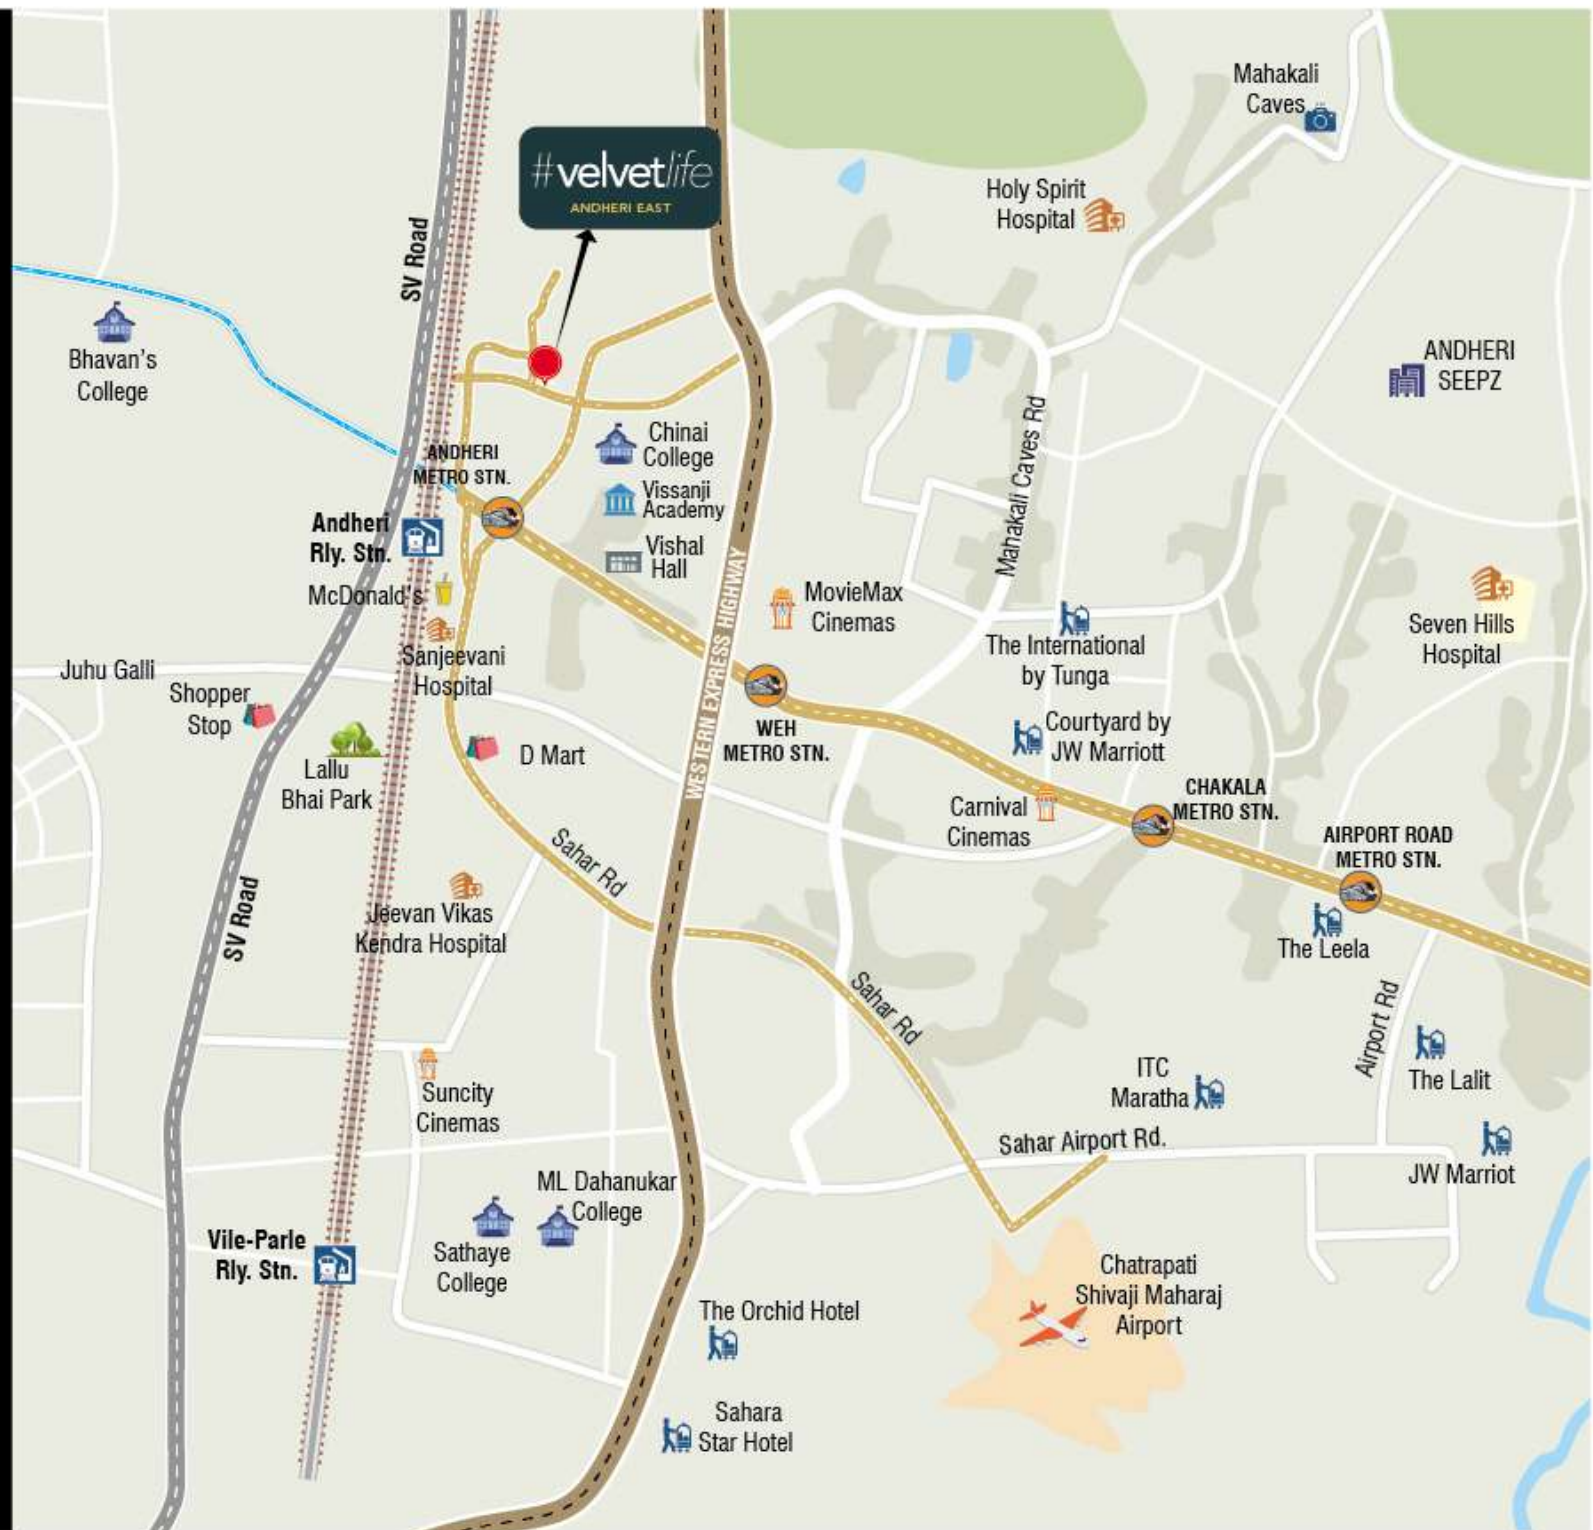 Mahakali
Caves
#velvetlife
ANDHERI EAST
Holy Spirit
Hospital
SV Road
Bhavan's
College
ANDHERI
SEEPZ
Chinai
College
ANDHERI
METRO STN.
Vissanji
Academy
Mahakali Caves Rd
Andheri
Rly. Stn.
Vishal
Hall
McDonald's
MovieMax
Cinemas
WESTERN EXPRESS HIGHWAY
The International
by Tunga
Seven Hills
Hospital
Sanjeevani
Hospital
Juhu Galli
Shopper
Stop
WEH
METRO STN.
Courtyard by
JW Marriott
D Mart
Lallu
Bhai Park
CHAKALA
METRO STN.
Carnival
Cinemas
AIRPORT ROAD
METRO STN.
Sahar Rd
SV Road
Jeevan Vikas
Kendra Hospital
The Leela
Sahar Rd
Airport Rd
Suncity
Cinemas
ITC
Maratha
The Lalit
Sahar Airport Rd.
JW Marriot
ML Dahanukar
College
Vile-Parle
Rly. Stn.
Sathaye
College
Chatrapati
Shivaji Maharaj
Airport
The Orchid Hotel
Sahara
Star Hotel